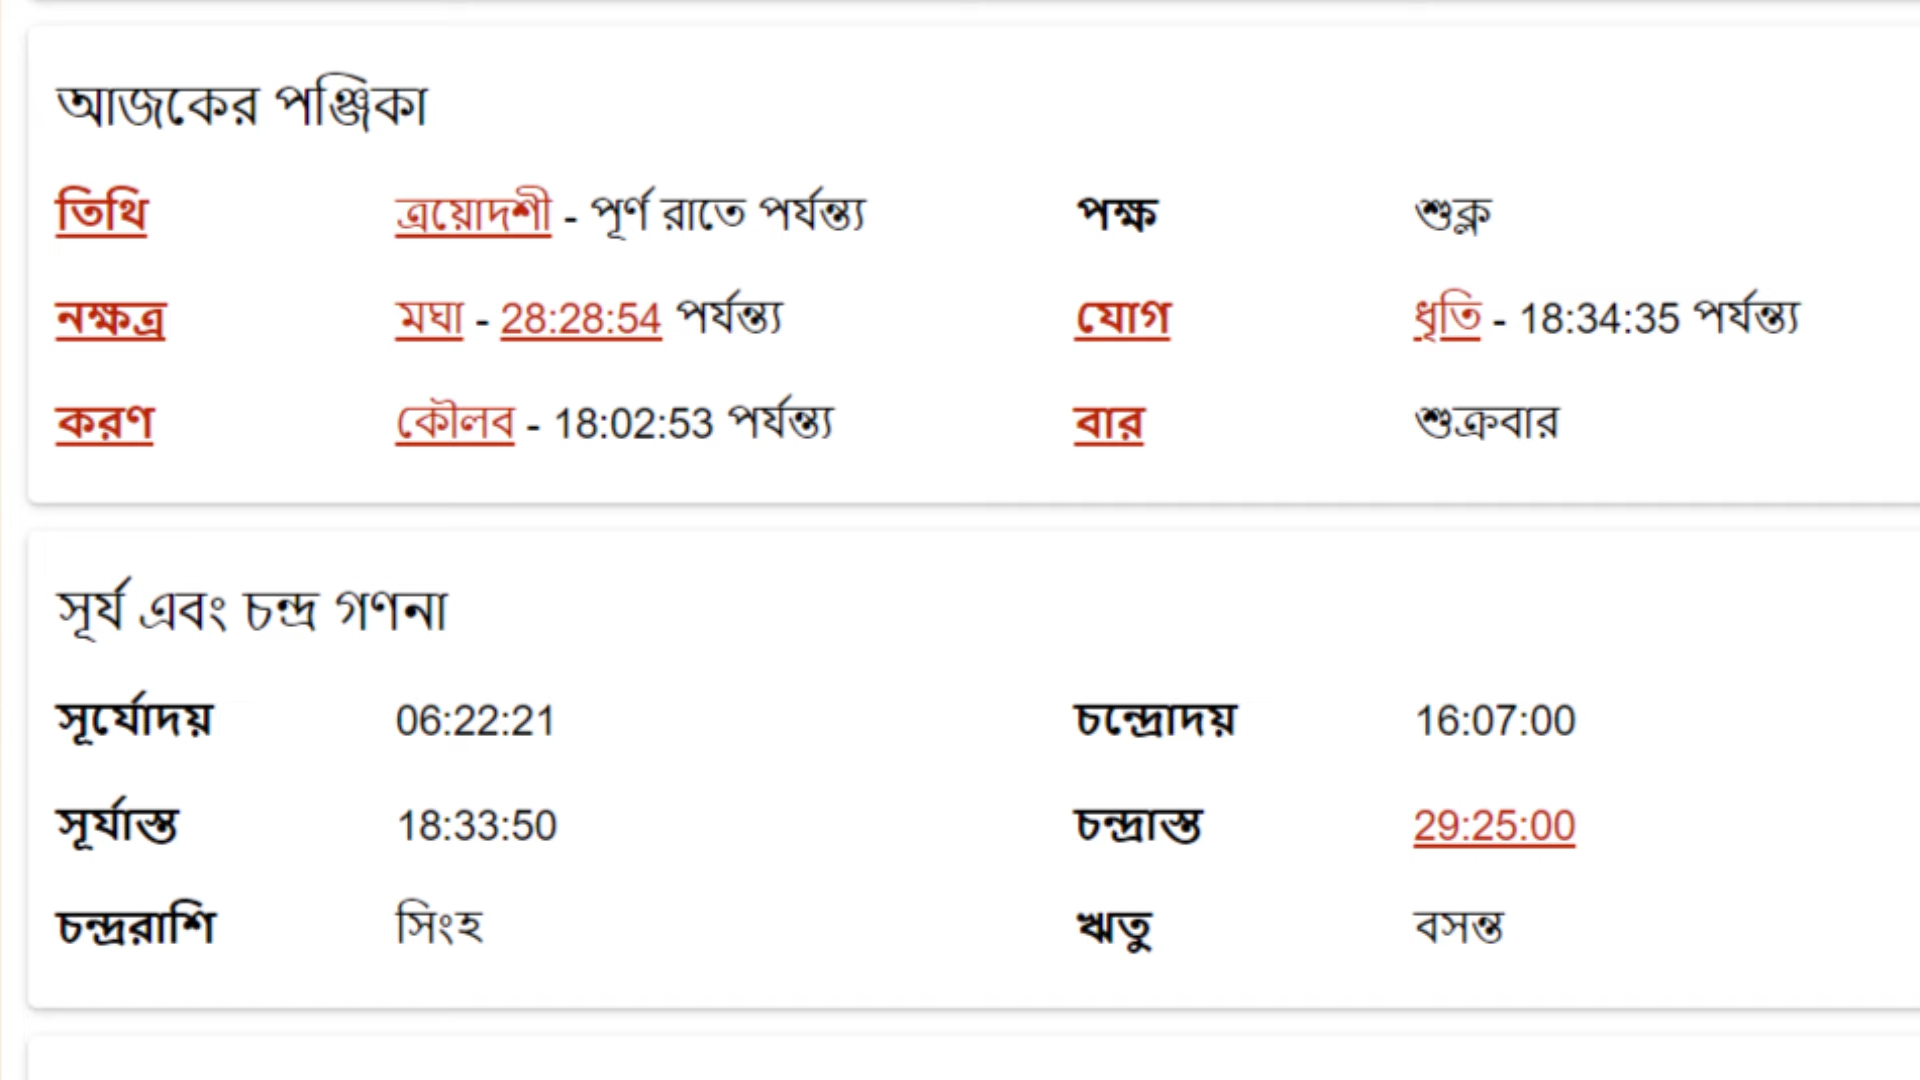 আজকের পঞ্জিকা
তিথি ত্রয়োদশী - পূর্ণ রাতে পর্যন্ত্য পক্ষ শুক্ল
নক্ষত্র মঘা - 28:28:54 পর্যন্ত্য যোগ ধৃতি - 18:34:35 পর্যন্ত্য
করণ কৌলব - 18:02:53 পর্যন্ত্য বার শুক্রবার
সূর্য এবং চন্দ্র গণনা
সূর্যোদয় 06:22:21 চন্দ্রোদয় 16:07:00
সূর্যাস্ত 18:33:50 চন্দ্রাস্ত 29:25:00
চন্দ্ররাশি সিংহ ঋতু বসন্ত